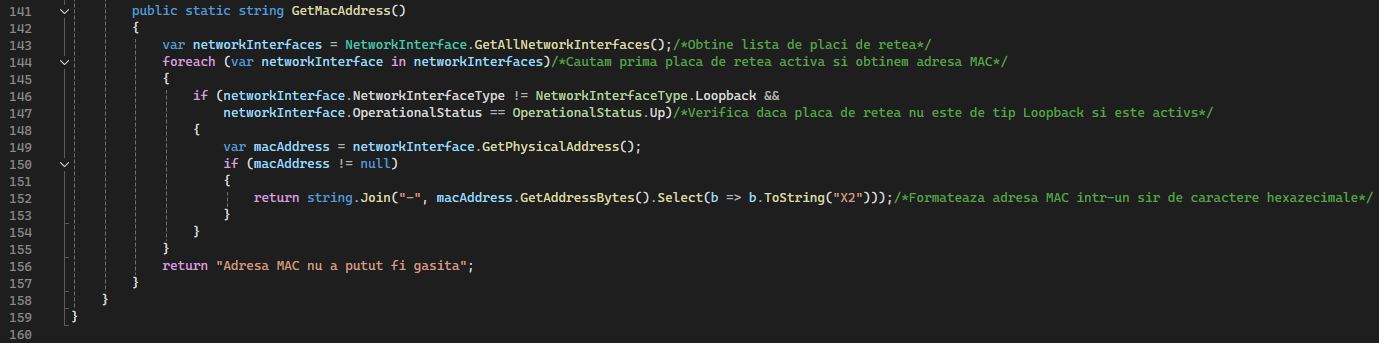 141 public static string GetMacAddress()
142 {
143 var networkInterfaces = NetworkInterface.GetAllNetworkInterfaces();/*Obtine lista de placi de retea*/
144 foreach (var networkInterface in networkInterfaces)/*Cautam prima placa de retea activa si obtinem adresa MAC*/
145 {
146 if (networkInterface.NetworkInterfaceType != NetworkInterfaceType.Loopback &&
147 networkInterface.OperationalStatus == OperationalStatus.Up)/*Verifica daca placa de retea nu este de tip Loopback si este activs*/
148 {
149 var macAddress = networkInterface.GetPhysicalAddress();
150 if (macAddress != null)
151 {
152 return string.Join("-", macAddress.GetAddressBytes().Select(b => b.ToString("X2")));/*Formateaza adresa MAC intr-un sir de caractere hexazecimale*/
153 }
154 }
155 }
156 return "Adresa MAC nu a putut fi gasita";
157 }
158 }
159 }
160